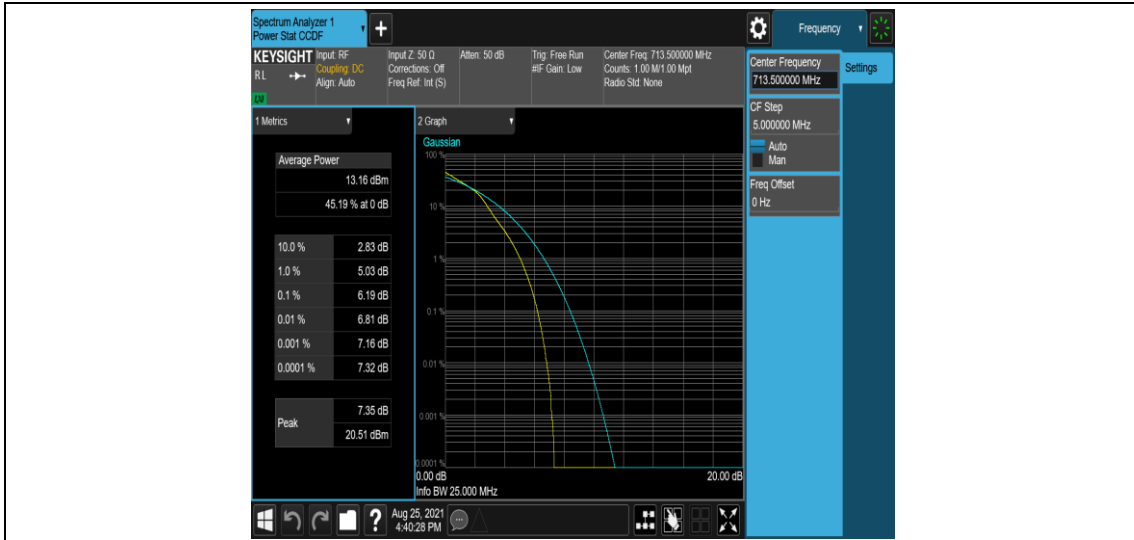 Spectrum Analyzer 1
Power Stat CCDF
+
Frequency
KEYSIGHT
RL
Input: RF
Coupling: DC
Align: Auto
Input Z: 50 Ω
Corrections: Off
Freq Ref: Int (S)
Atten: 50 dB
Trig: Free Run
#IF Gain: Low
Center Freq: 713.500000 MHz
Counts: 1.00 M/1.00 Mpt
Radio Std: None
Center Frequency
713.500000 MHz
Settings
CF Step
5.000000 MHz
Auto
Man
Freq Offset
0 Hz
1 Metrics
Average Power
13.16 dBm
45.19 % at 0 dB
10.0 % 2.83 dB
1.0 % 5.03 dB
0.1 % 6.19 dB
0.01 % 6.81 dB
0.001 % 7.16 dB
0.0001 % 7.32 dB
Peak
7.35 dB
20.51 dBm
2 Graph
Gaussian
100 %
10 %
1 %
0.1 %
0.01 %
0.001 %
0.0001 %
0.00 dB 20.00 dB
Info BW 25.000 MHz
?
Aug 25, 2021
4:40:28 PM